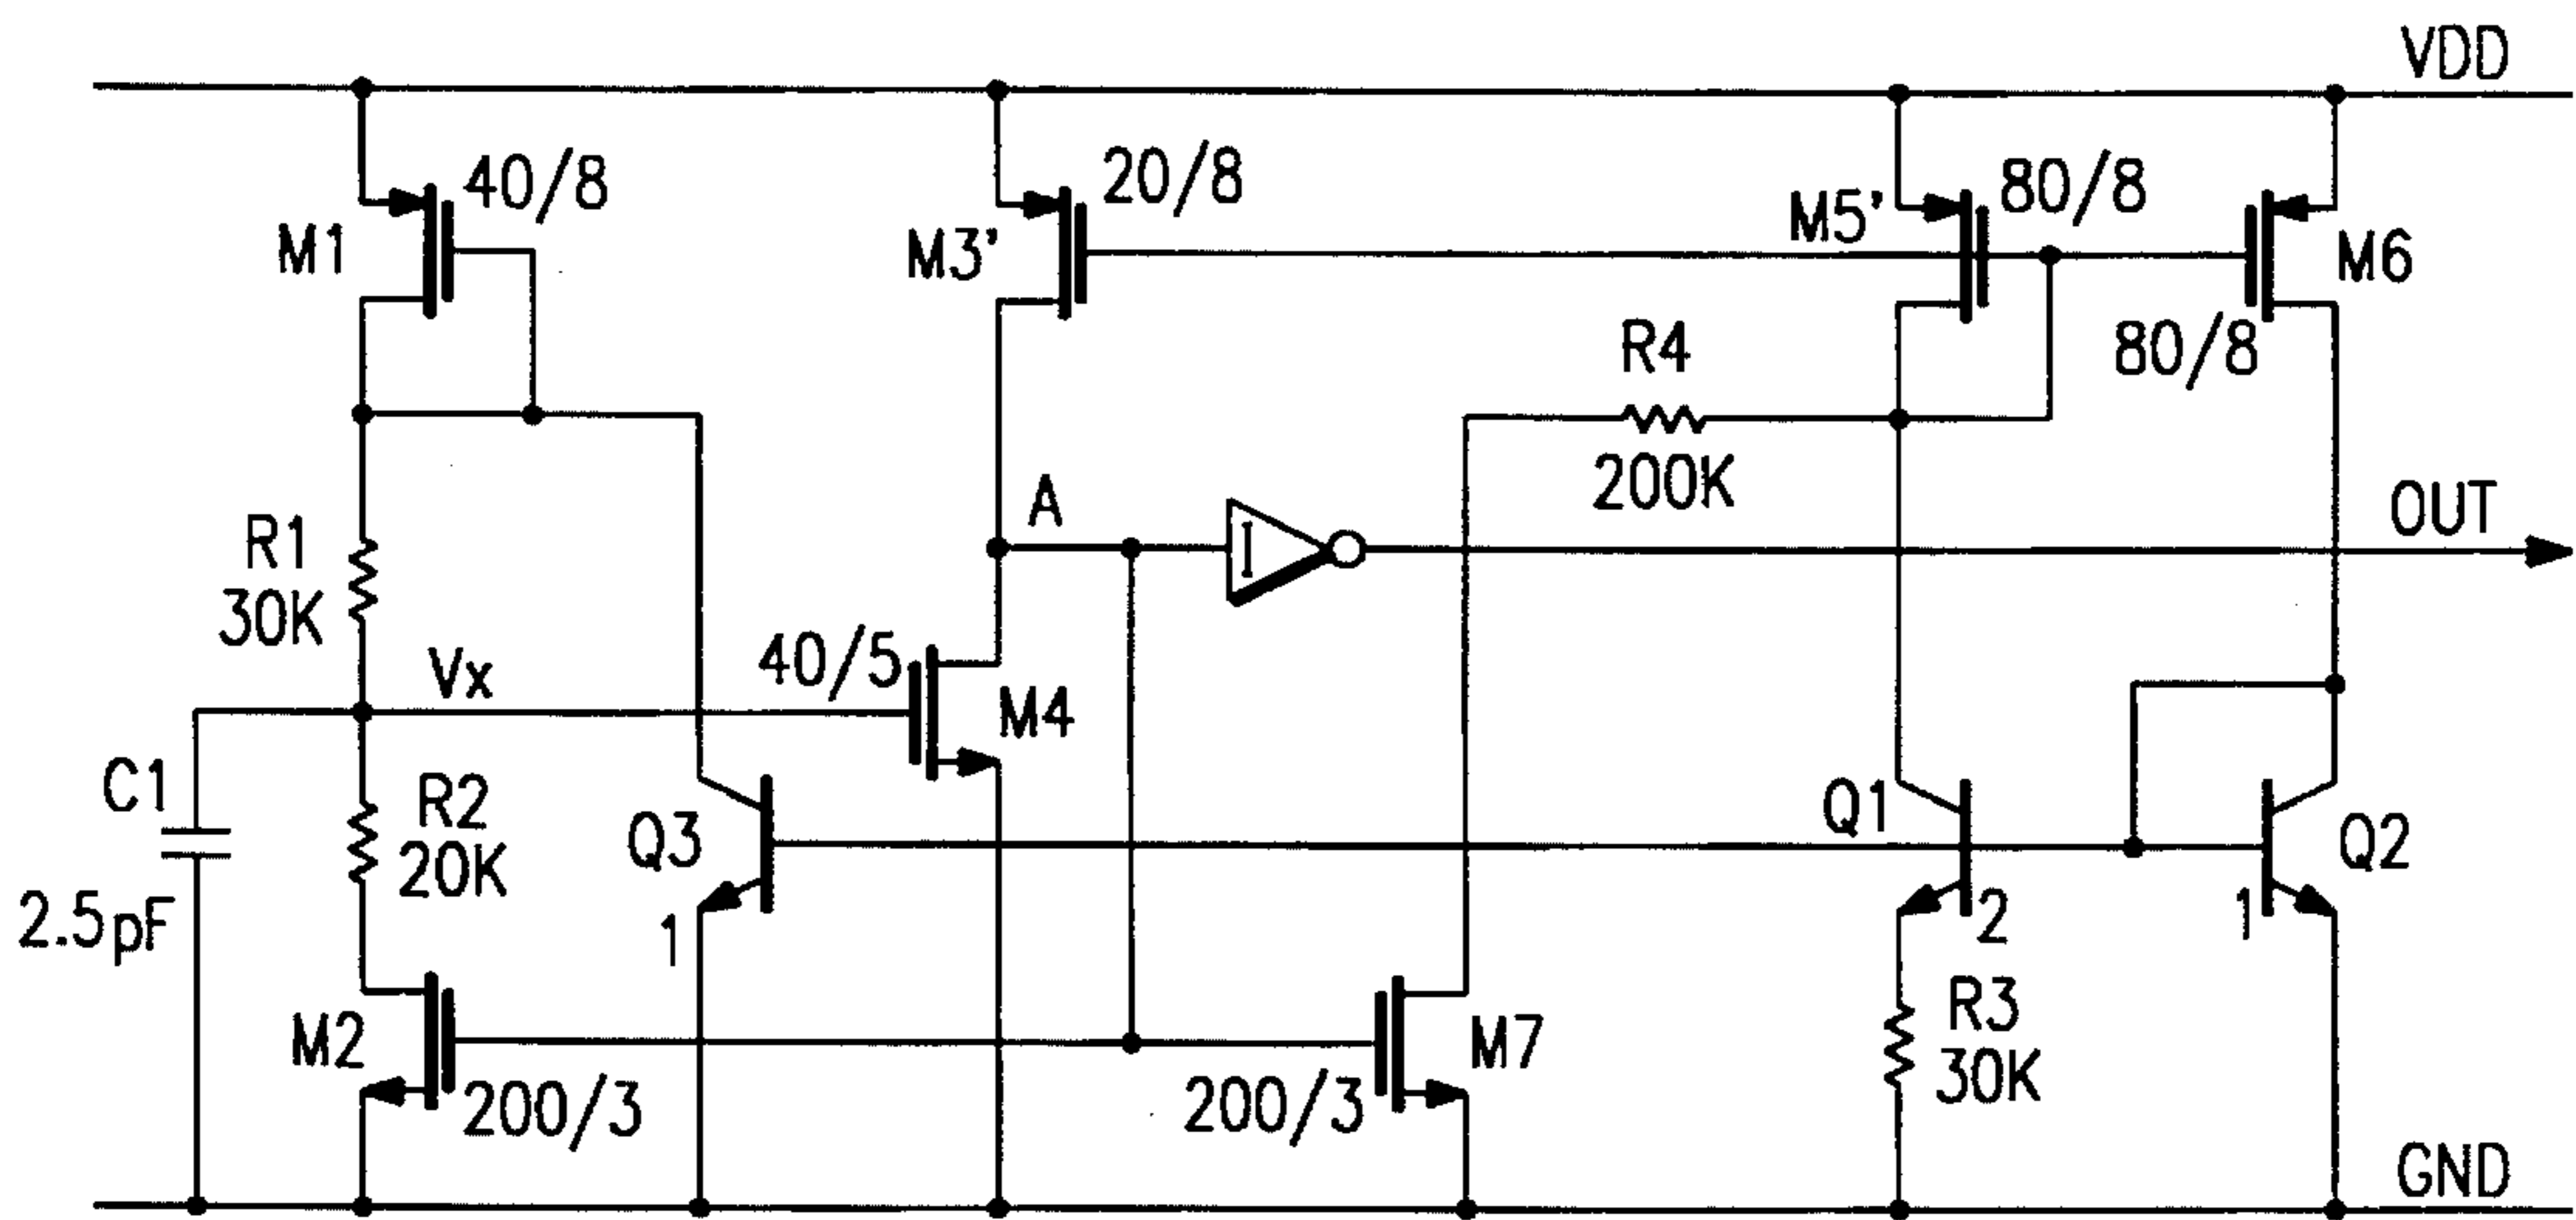 VDD
40/8
M1
20/8
M3'
M5'
80/8
M6
80/8
R4
200K
OUT
A
I
R1
30K
Vx
40/5
M4
C1
2.5pF
R2
20K
Q3
1
Q1
2
Q2
1
M2
200/3
M7
200/3
R3
30K
GND